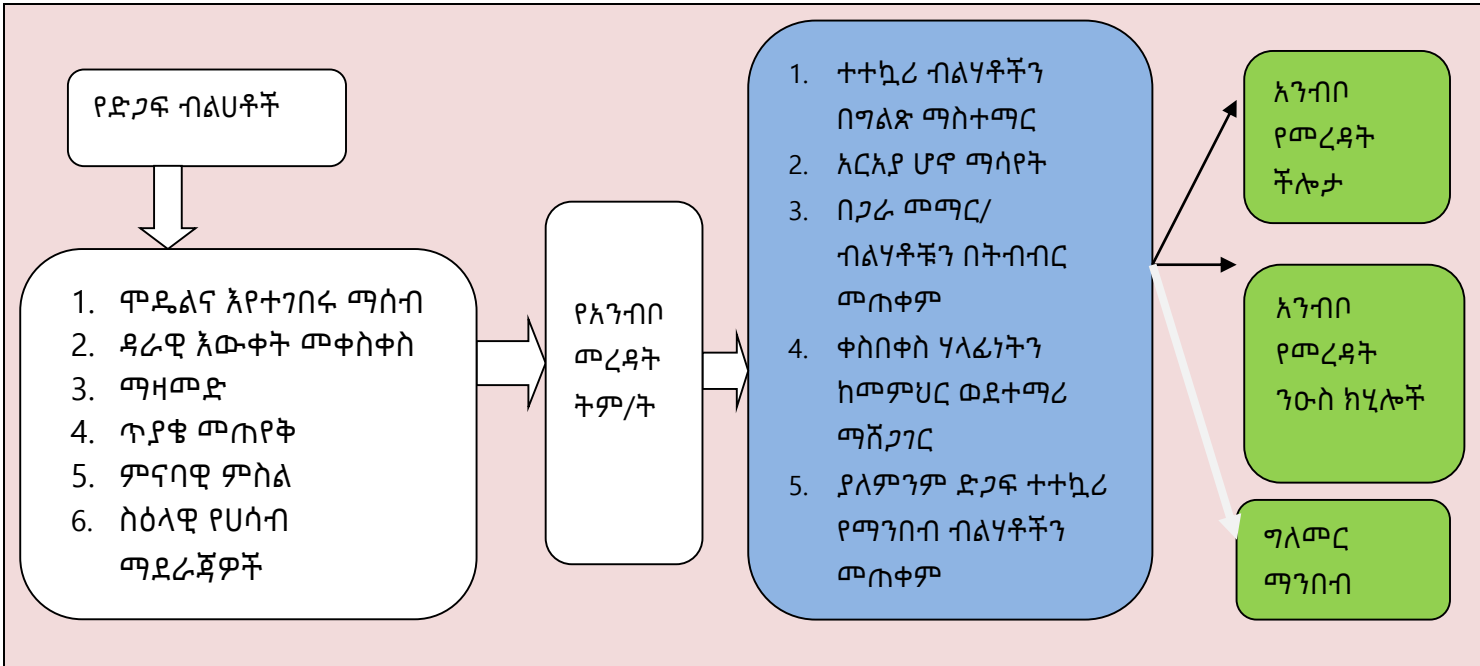 የድጋፍ ብልሀቶች
1. ሞዴልና እየተገበሩ ማሰብ
2. ዳራዊ እውቀት መቀስቀስ
3. ማዛመድ
4. ጥያቄ መጠየቅ
5. ምናባዊ ምስል
6. ስዕላዊ የሀሳብ
ማደራጃዎች
የአንብቦ
መረዳት
ትም/ት
1. ተተኳሪ ብልሃቶችን
በግልጽ ማስተማር
2. አርአያ ሆኖ ማሳየት
3. በጋራ መማር/
ብልሃቶቹን በትብብር
መጠቀም
4. ቀስበቀስ ሃላፊነትን
ከመምህር ወደተማሪ
ማሸጋገር
5. ያለምንም ድጋፍ ተተኳሪ
የማንበብ ብልሃቶችን
መጠቀም
አንብቦ
የመረዳት
ችሎታ
አንብቦ
የመረዳት
ንዑስ ክሂሎች
ግለመር
ማንበብ